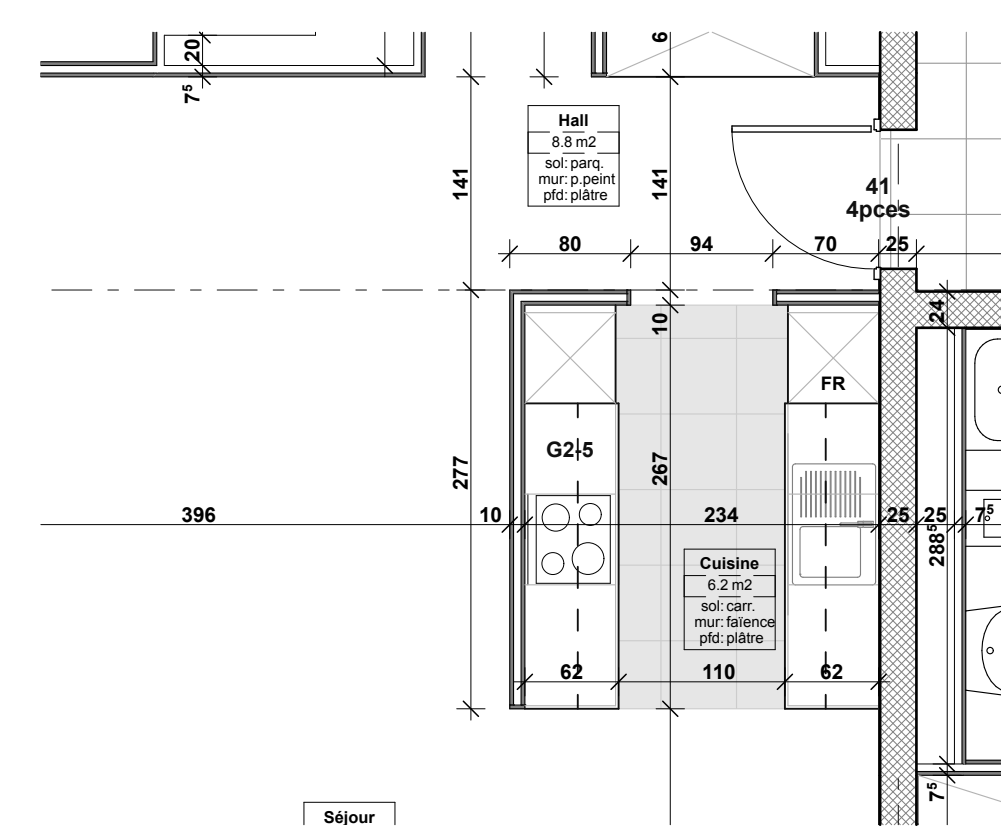 20
7⁵
6
Hall
8.8 m2
sol: parq.
mur: p.peint
pfd: plâtre
141
141
41
4pces
80
94
70
25
10
24
FR
G2-5
277
267
396
10
234
25
25
7⁵
288⁵
Cuisine
6.2 m2
sol: carr.
mur: faïence
pfd: plâtre
62
110
62
7⁵
Séjour